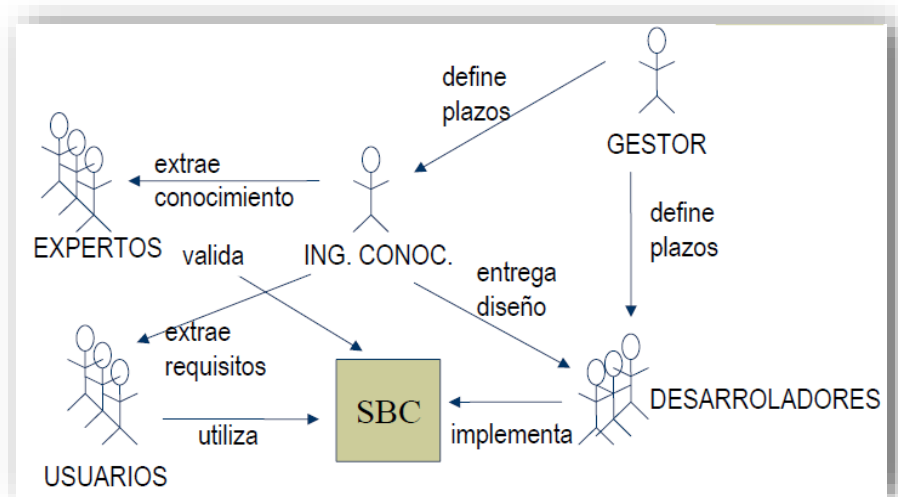 define
plazos
GESTOR
extrae
conocimiento
define
plazos
EXPERTOS
valida
ING. CONOC.
entrega
diseño
extrae
requisitos
SBC
DESARROLADORES
utiliza
implementa
USUARIOS